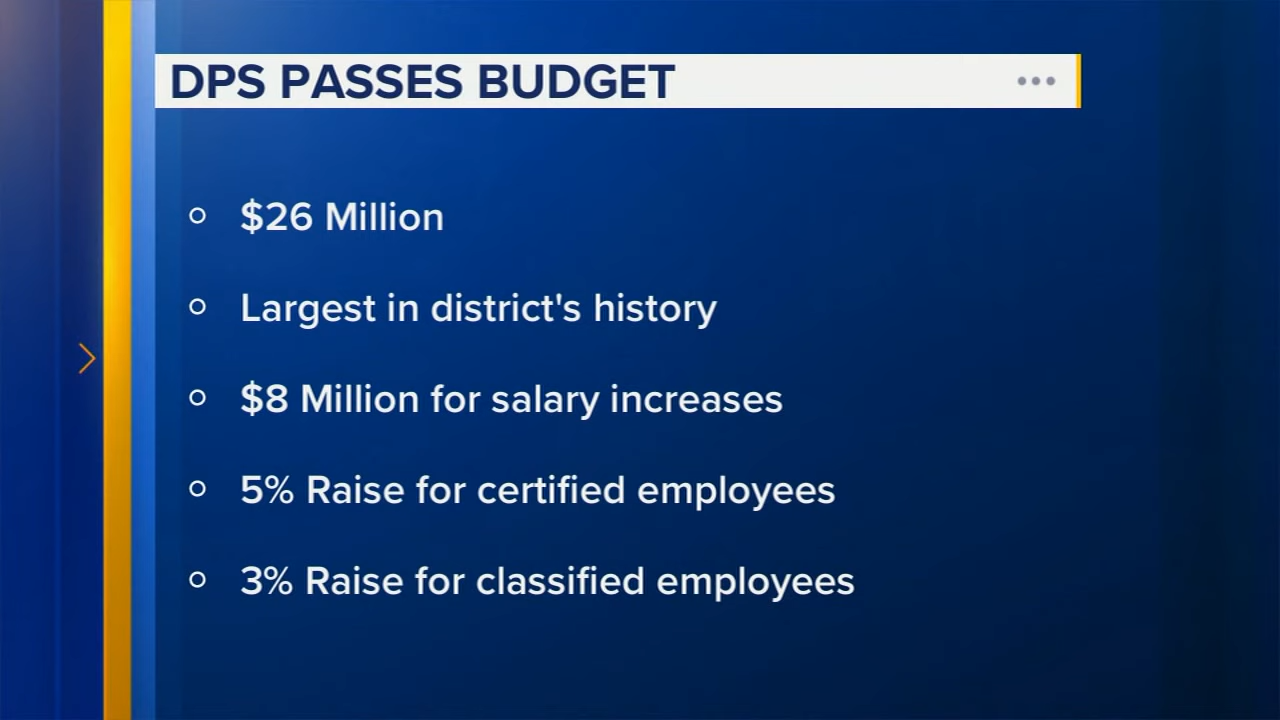 DPS PASSES BUDGET
$26 Million
Largest in district's history
$8 Million for salary increases
5% Raise for certified employees
3% Raise for classified employees